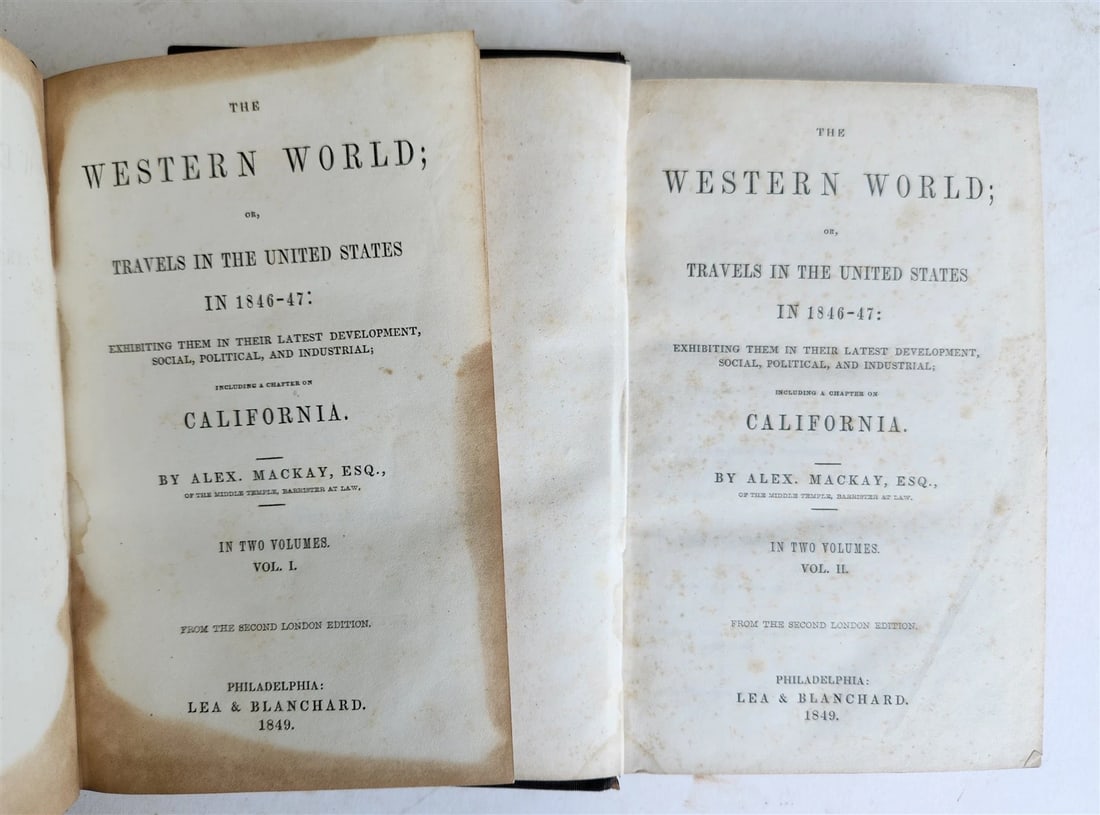 THE
WESTERN WORLD;
OR,
TRAVELS IN THE UNITED STATES
IN 1846-47:
EXHIBITING THEM IN THEIR LATEST DEVELOPMENT,
SOCIAL, POLITICAL, AND INDUSTRIAL;
INCLUDING A CHAPTER ON
CALIFORNIA.
BY ALEX. MACKAY, ESQ.,
OF THE MIDDLE TEMPLE, BARRISTER AT LAW.
IN TWO VOLUMES.
VOL. I.
FROM THE SECOND LONDON EDITION.
PHILADELPHIA:
LEA & BLANCHARD.
1849.
THE
WESTERN WORLD;
OR,
TRAVELS IN THE UNITED STATES
IN 1846-47:
EXHIBITING THEM IN THEIR LATEST DEVELOPMENT,
SOCIAL, POLITICAL, AND INDUSTRIAL;
INCLUDING A CHAPTER ON
CALIFORNIA.
BY ALEX. MACKAY, ESQ.,
OF THE MIDDLE TEMPLE, BARRISTER AT LAW.
IN TWO VOLUMES.
VOL. II.
FROM THE SECOND LONDON EDITION.
PHILADELPHIA:
LEA & BLANCHARD.
1849.